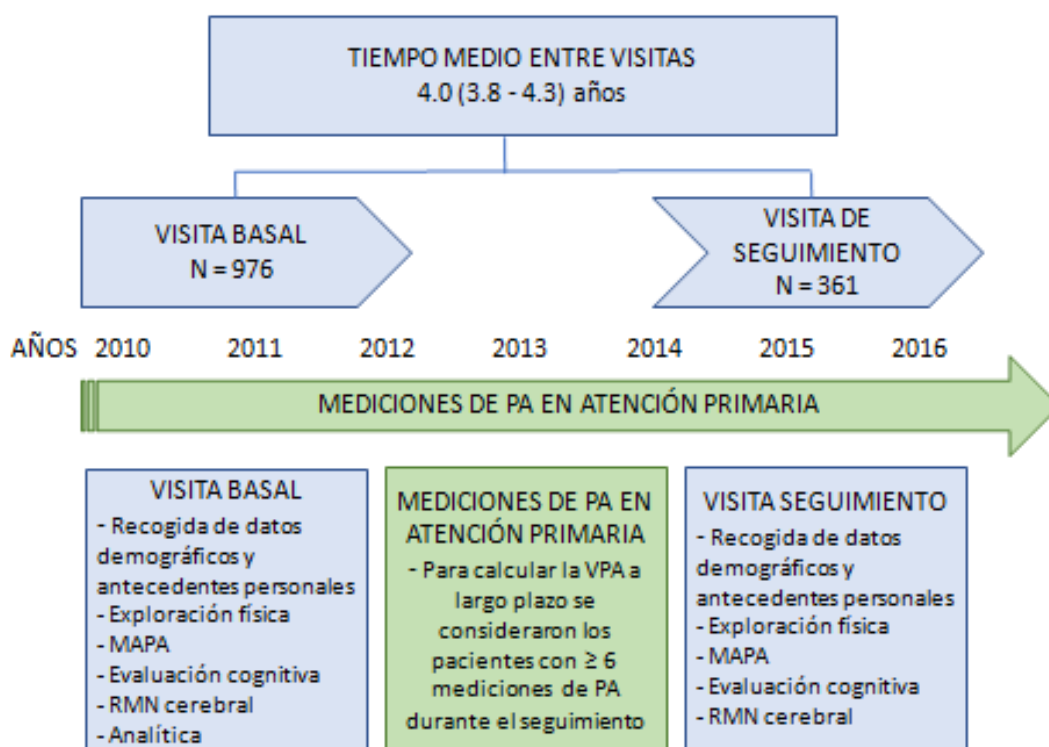 TIEMPO MEDIO ENTRE VISITAS
4.0 (3.8 - 4.3) años
VISITA BASAL
N = 976
VISITA DE
SEGUIMIENTO
N = 361
AÑOS 2010 2011 2012 2013 2014 2015 2016
MEDICIONES DE PA EN ATENCIÓN PRIMARIA
VISITA BASAL
- Recogida de datos
demográficos y
antecedentes personales
- Exploración física
- MAPA
- Evaluación cognitiva
- RMN cerebral
- Analítica
MEDICIONES DE PA EN
ATENCIÓN PRIMARIA
- Para calcular la VPA a
largo plazo se
consideraron los
pacientes con ≥ 6
mediciones de PA
durante el seguimiento
VISITA SEGUIMIENTO
- Recogida de datos
demográficos y
antecedentes personales
- Exploración física
- MAPA
- Evaluación cognitiva
- RMN cerebral